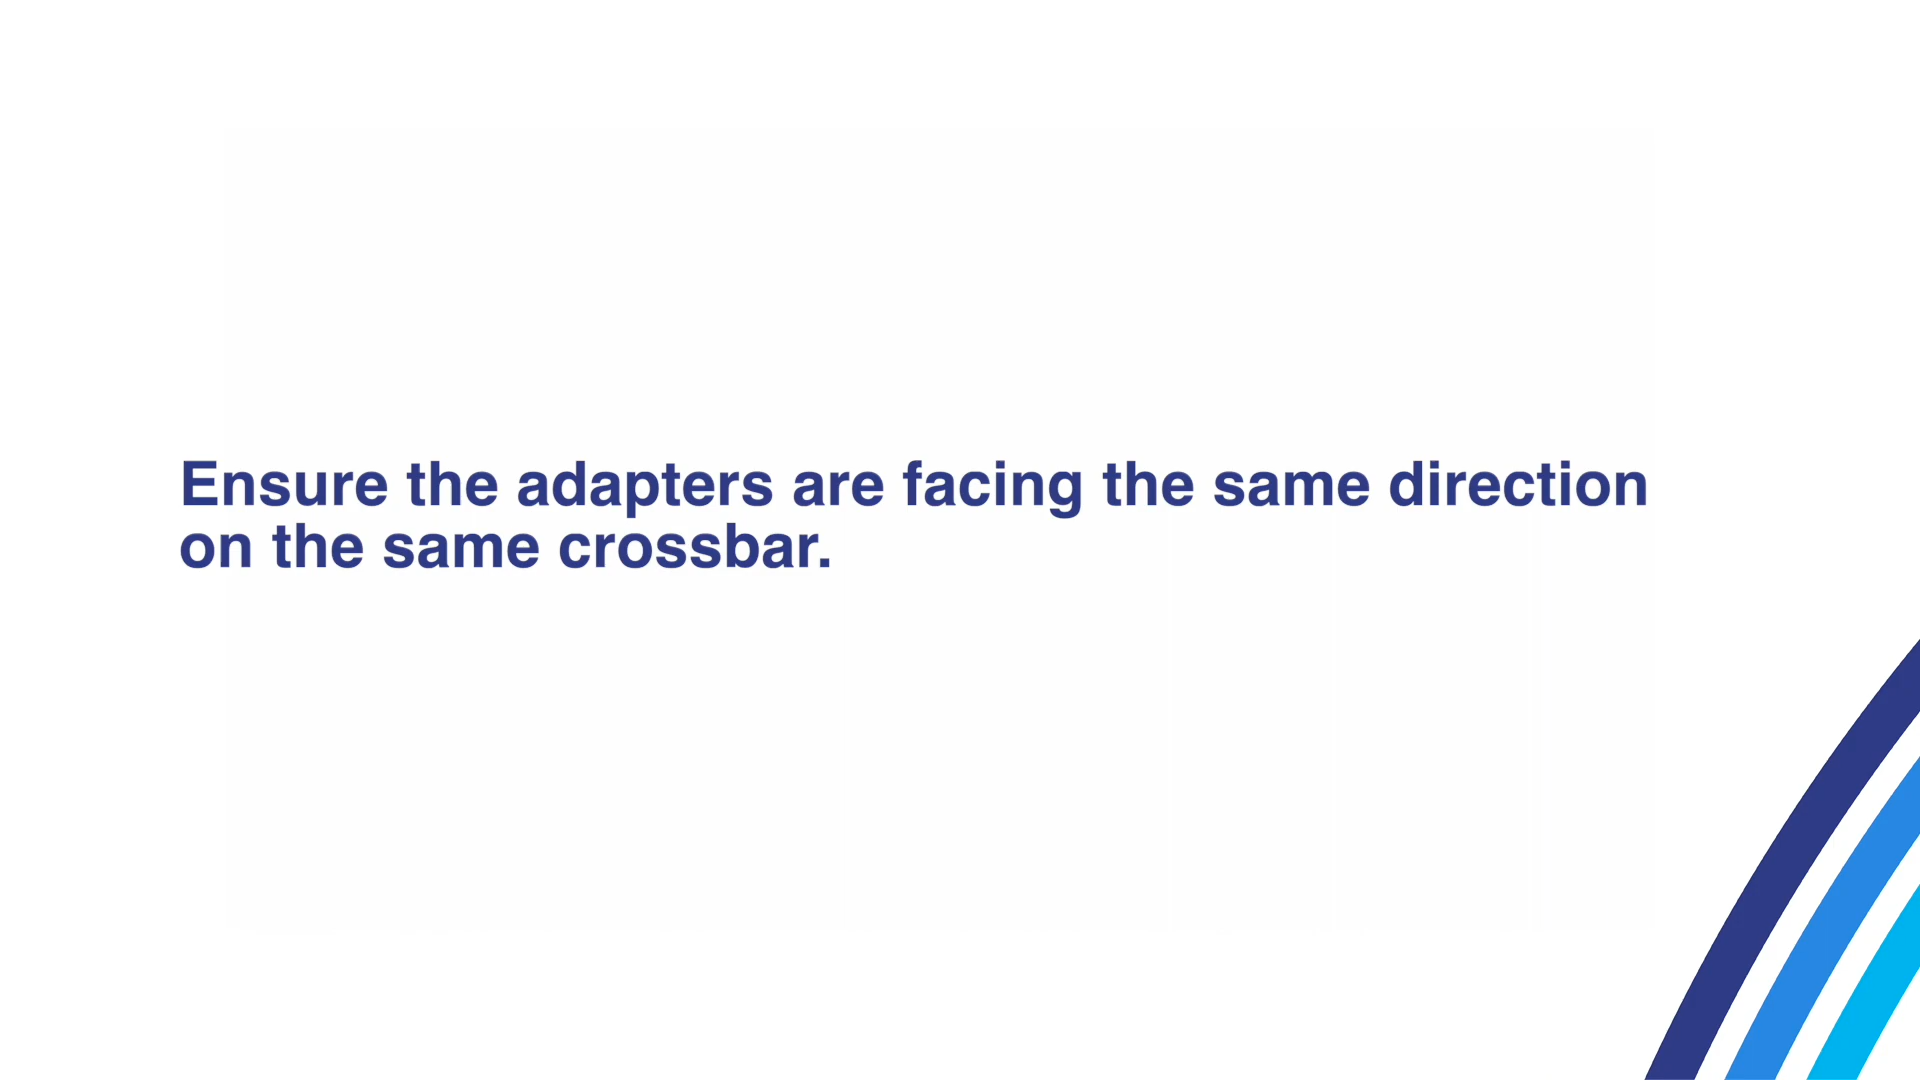 Ensure the adapters are facing the same direction
on the same crossbar.